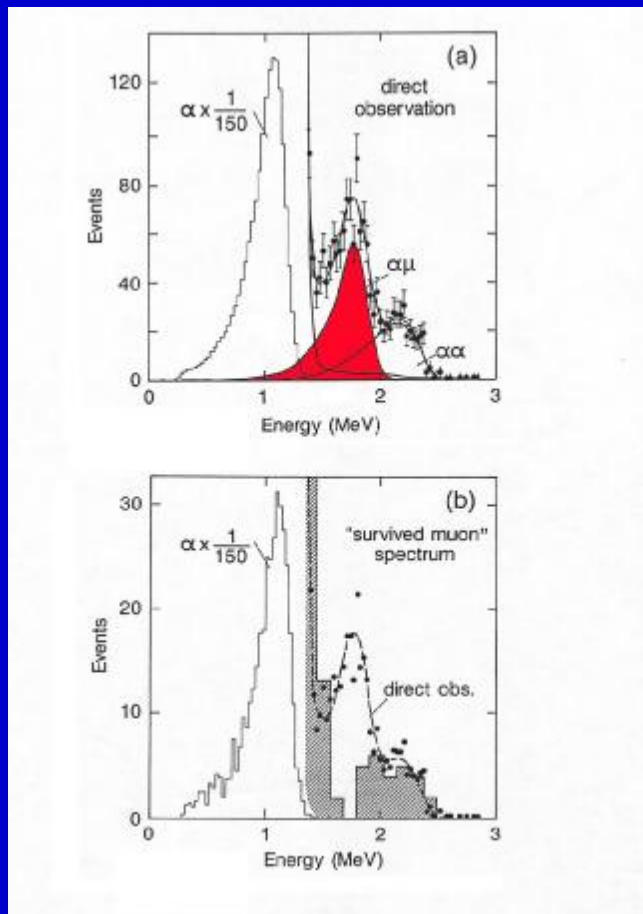 (a)
direct
observation
α x 1/150
αμ
αα
120
80
40
0
Events
0 1 2 3
Energy (MeV)
(b)
"survived muon"
spectrum
α x 1/150
direct obs.
30
20
10
0
Events
0 1 2 3
Energy (MeV)